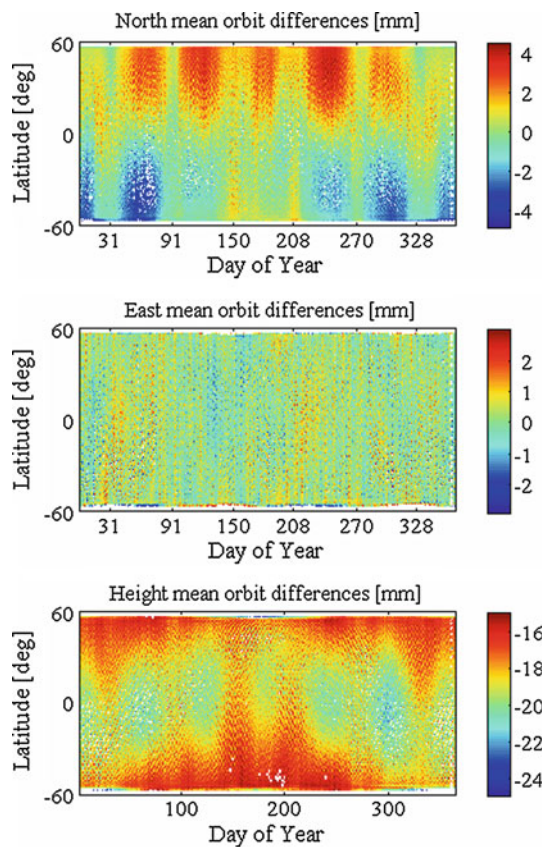 North mean orbit differences [mm]
60
0
-60
Latitude [deg]
31 91 150 208 270 328
Day of Year
4
2
0
-2
-4
East mean orbit differences [mm]
60
0
-60
Latitude [deg]
31 91 150 208 270 328
Day of Year
2
1
0
-1
-2
Height mean orbit differences [mm]
60
0
-60
Latitude [deg]
100 200 300
Day of Year
-16
-18
-20
-22
-24